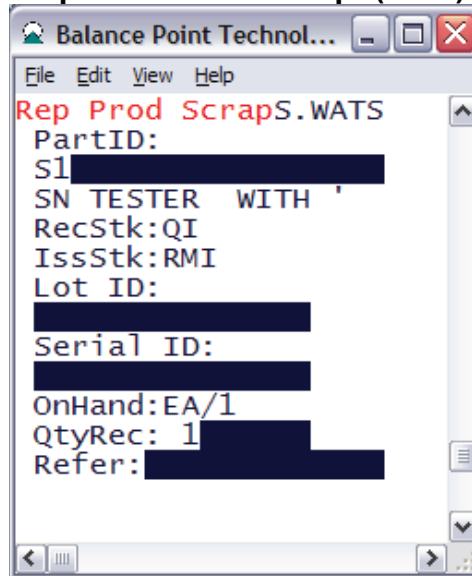 Balance Point Technol...
File Edit View Help
Rep Prod ScrapS.WATS
PartID:
S1
SN TESTER  WITH '
RecStk:QI
IssStk:RMI
Lot ID:
Serial ID:
OnHand:EA/1
QtyRec: 1
Refer: